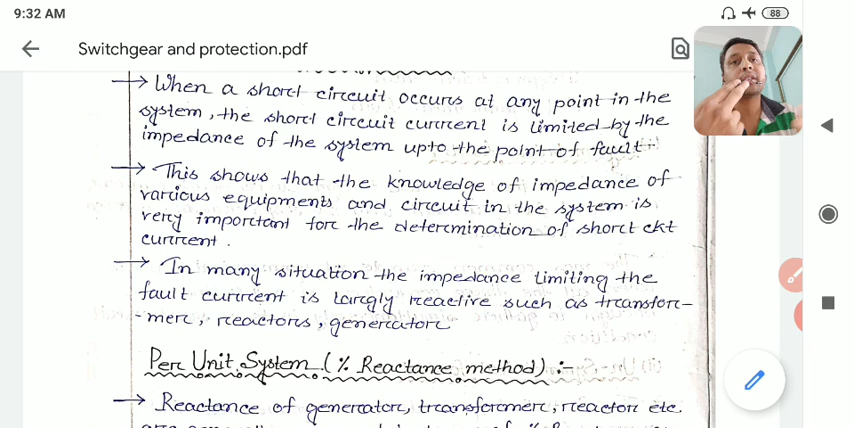 9:32 AM
88
Switchgear and protection.pdf
→ When a short circuit occurs at any point in the
system, the short circuit current is limited by the
impedance of the system upto the point of fault.
→ This shows that the knowledge of impedance of
various equipments and circuit in the system is
very important for the determination of short ckt
current.
→ In many situation the impedance limiting the
fault current is largly reactive such as transfor-
-mer, reactors, generator
Per Unit System (% Reactance method) :-
→ Reactance of generator, transformer, reactor etc.